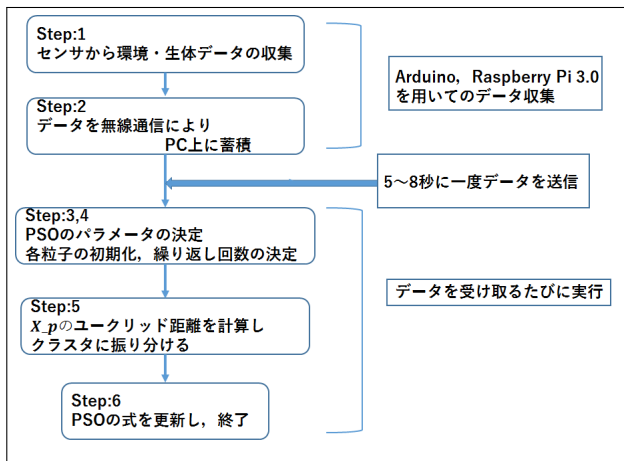 Step:1
センサから環境・生体データの収集
Arduino，Raspberry Pi 3.0
を用いてのデータ収集
Step:2
データを無線通信により
PC上に蓄積
5～8秒に一度データを送信
Step:3,4
PSOのパラメータの決定
各粒子の初期化，繰り返し回数の決定
データを受け取るたびに実行
Step:5
X_pのユークリッド距離を計算し
クラスタに振り分ける
Step:6
PSOの式を更新し，終了